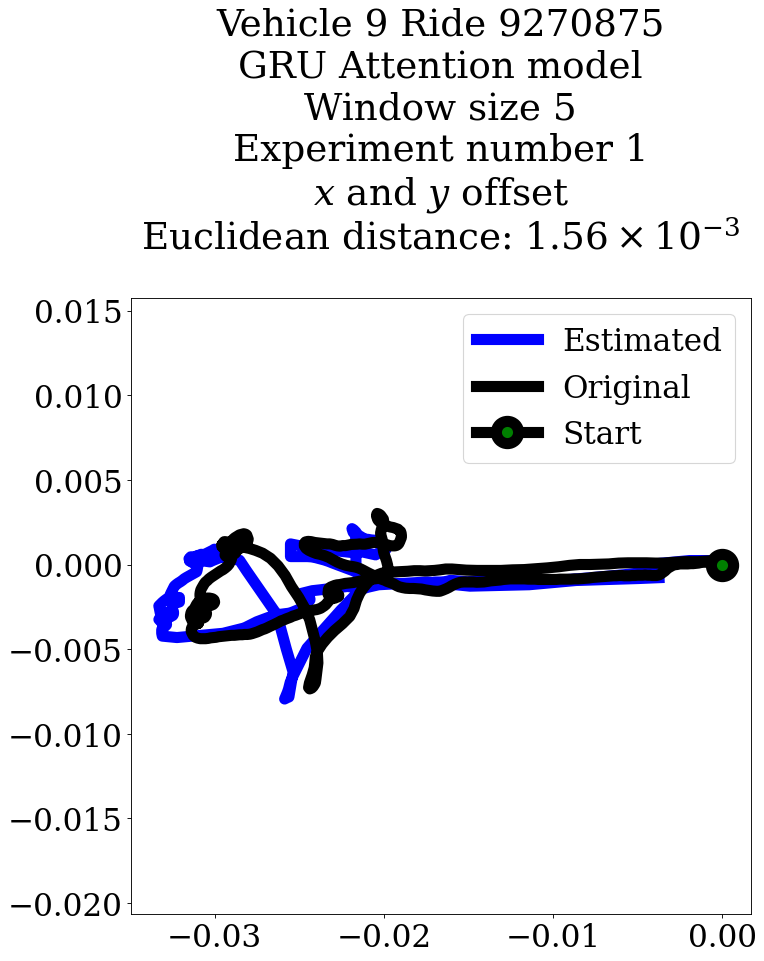 Vehicle 9 Ride 9270875
GRU Attention model
Window size 5
Experiment number 1
x and y offset
Euclidean distance: 1.56 × 10⁻³
0.015
0.010
0.005
0.000
−0.005
−0.010
−0.015
−0.020
Estimated
Original
Start
−0.03 −0.02 −0.01 0.00